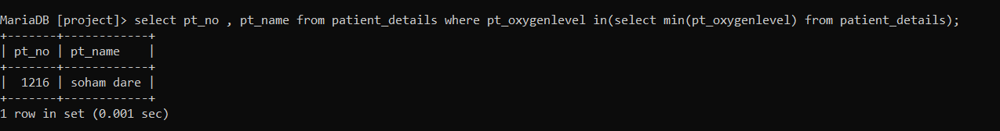 MariaDB [project]> select pt_no , pt_name from patient_details where pt_oxygenlevel in(select min(pt_oxygenlevel) from patient_details);
+-------+------------+
| pt_no | pt_name    |
+-------+------------+
|  1216 | soham dare |
+-------+------------+
1 row in set (0.001 sec)